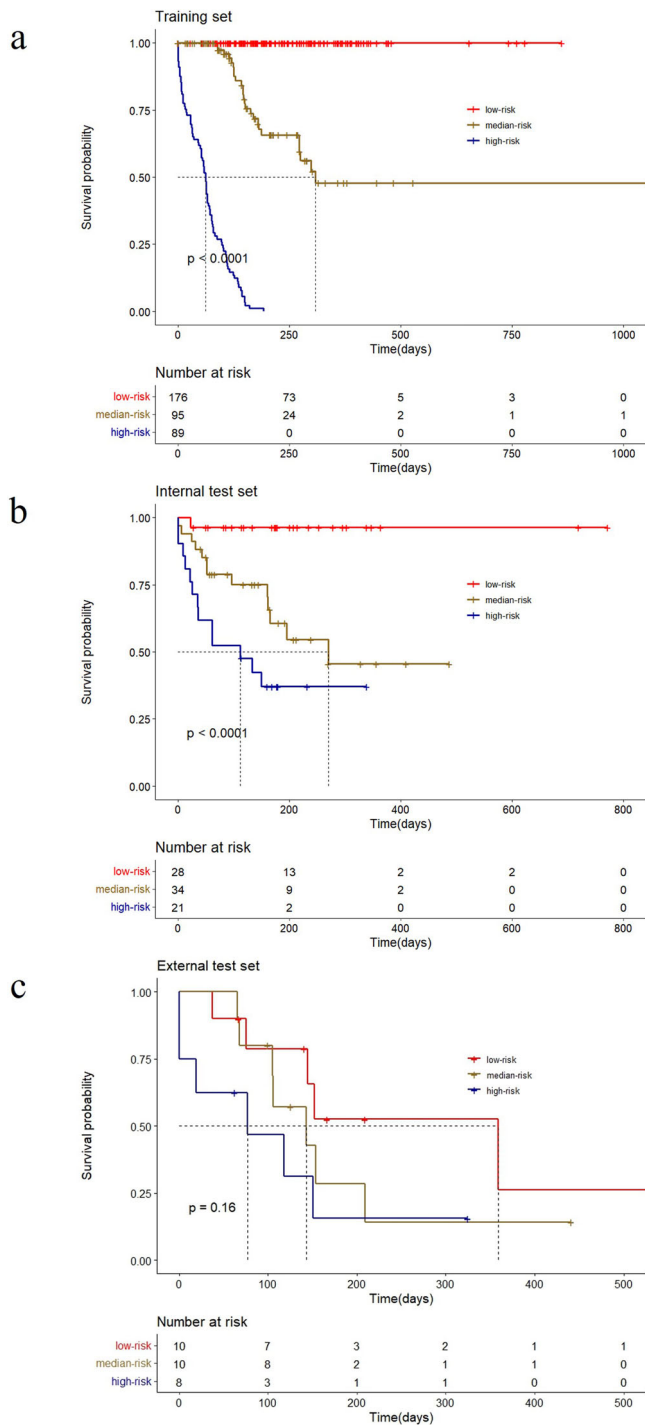 a
Training set
1.00
0.75
0.50
0.25
0.00
Survival probability
low-risk
median-risk
high-risk
p < 0.0001
0 250 500 750 1000
Time(days)
Number at risk
low-risk 176 73 5 3 0
median-risk 95 24 2 1 1
high-risk 89 0 0 0 0
0 250 500 750 1000
Time(days)
b
Internal test set
1.00
0.75
0.50
0.25
0.00
Survival probability
low-risk
median-risk
high-risk
p < 0.0001
0 200 400 600 800
Time(days)
Number at risk
low-risk 28 13 2 2 0
median-risk 34 9 2 0 0
high-risk 21 2 0 0 0
0 200 400 600 800
Time(days)
c
External test set
1.00
0.75
0.50
0.25
0.00
Survival probability
low-risk
median-risk
high-risk
p = 0.16
0 100 200 300 400 500
Time(days)
Number at risk
low-risk 10 7 3 2 1 1
median-risk 10 8 2 1 1 0
high-risk 8 3 1 1 0 0
0 100 200 300 400 500
Time(days)